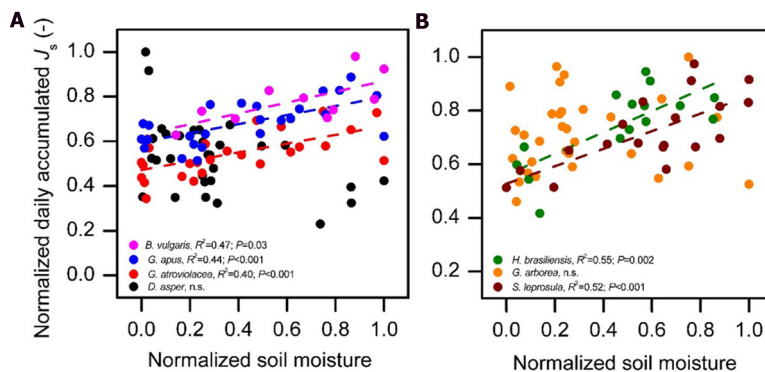 A
Normalized daily accumulated Js (-)
1.0
0.8
0.6
0.4
0.2
0.0
B. vulgaris, R2=0.47; P=0.03
G. apus, R2=0.44; P<0.001
G. atroviolacea, R2=0.40; P<0.001
D. asper, n.s.
0.0 0.2 0.4 0.6 0.8 1.0
Normalized soil moisture
B
1.0
0.8
0.6
0.4
0.2
H. brasiliensis, R2=0.55; P=0.002
G. arborea, n.s.
S. leprosula, R2=0.52; P<0.001
0.0 0.2 0.4 0.6 0.8 1.0
Normalized soil moisture